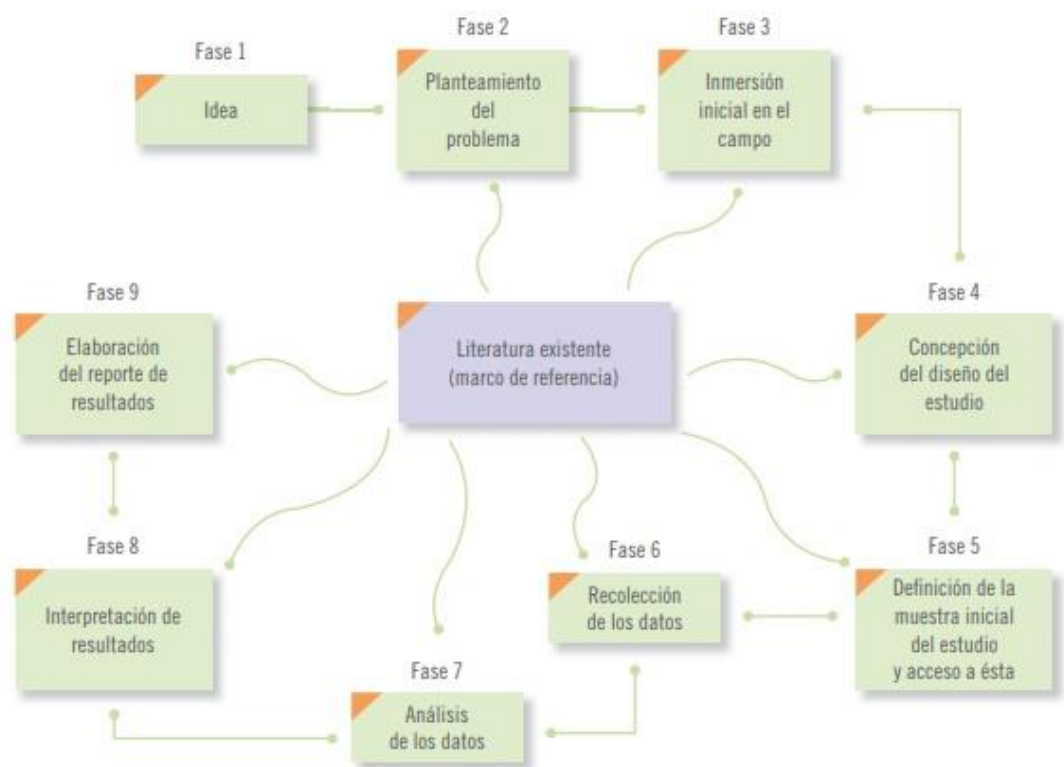 Fase 1
Idea
Fase 2
Planteamiento
del
problema
Fase 3
Inmersión
inicial en el
campo
Fase 9
Elaboración
del reporte de
resultados
Literatura existente
(marco de referencia)
Fase 4
Concepción
del diseño del
estudio
Fase 8
Interpretación de
resultados
Fase 7
Análisis
de los datos
Fase 6
Recolección
de los datos
Fase 5
Definición de la
muestra inicial
del estudio
y acceso a ésta